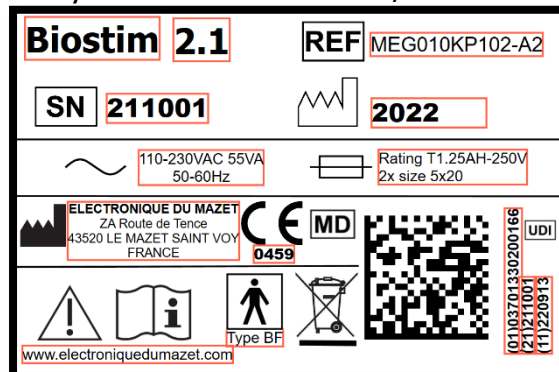 Biostim 2.1
REF MEG010KP102-A2
SN 211001
2022
110-230VAC 55VA
50-60Hz
Rating T1.25AH-250V
2x size 5x20
ELECTRONIQUE DU MAZET
ZA Route de Tence
43520 LE MAZET SAINT VOY
FRANCE
CE
0459
MD
UDI
(01)03701330200166
(21)211001
(11)220913
Type BF
www.electroniquedumazet.com